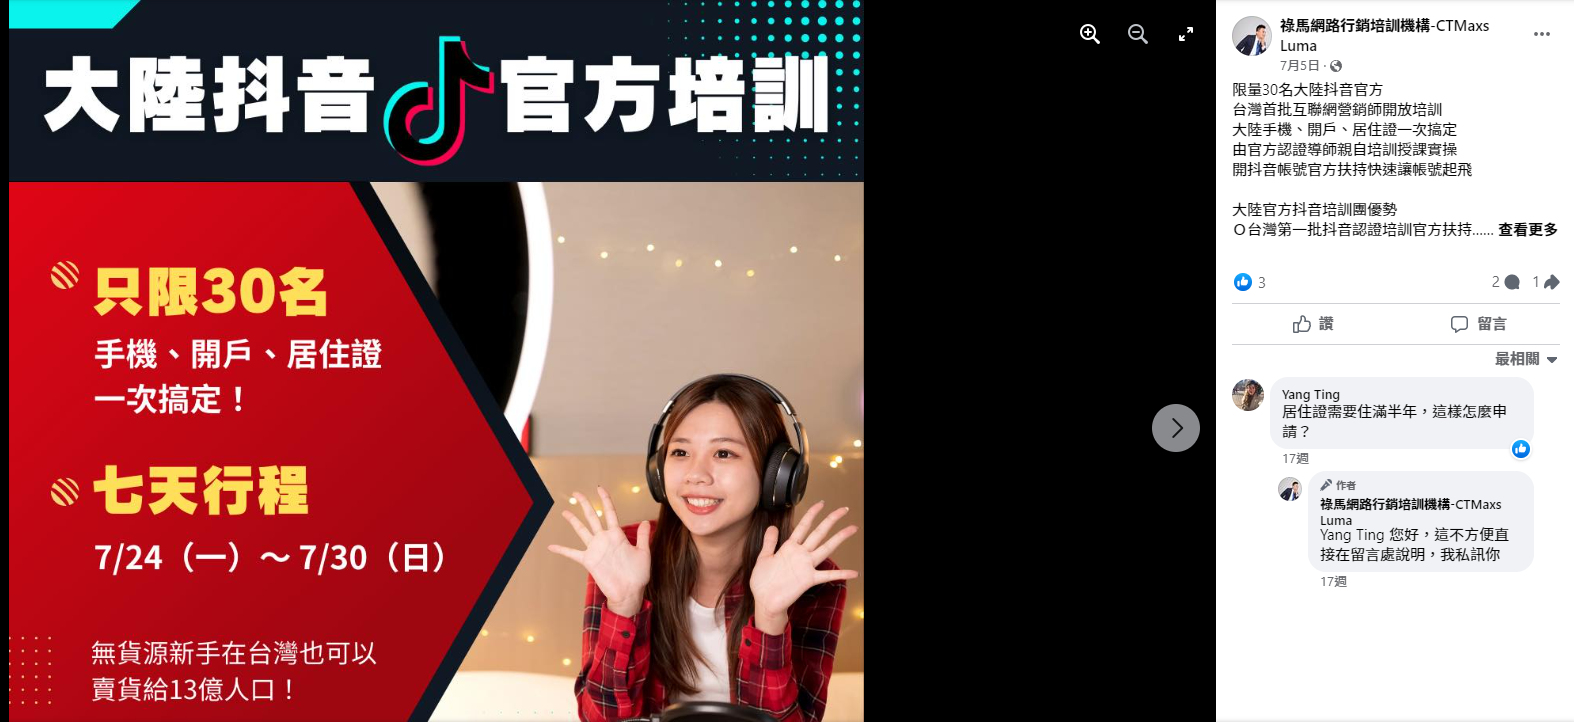 大陸抖音官方培訓
只限30名
手機、開戶、居住證
一次搞定！
七天行程
7/24（一）～ 7/30（日）
無貨源新手在台灣也可以
賣貨給13億人口！
祿馬網路行銷培訓機構-CTMaxs
Luma
7月5日 ·
限量30名大陸抖音官方
台灣首批互聯網營銷師開放培訓
大陸手機、開戶、居住證一次搞定
由官方認證導師親自培訓授課實操
開抖音帳號官方扶持快速讓帳號起飛
大陸官方抖音培訓團優勢
Ｏ台灣第一批抖音認證培訓官方扶持...... 查看更多
3
2
1
讚
留言
最相關
Yang Ting
居住證需要住滿半年，這樣怎麼申
請？
17週
作者
祿馬網路行銷培訓機構-CTMaxs
Luma
Yang Ting 您好，這不方便直
接在留言處說明，我私訊你
17週